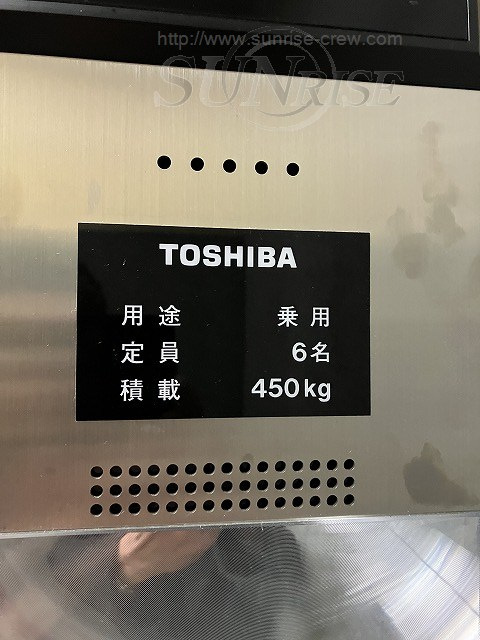 http://www.sunrise-crew.com
SUNRISE
TOSHIBA
用途 乗用
定員 6名
積載 450kg